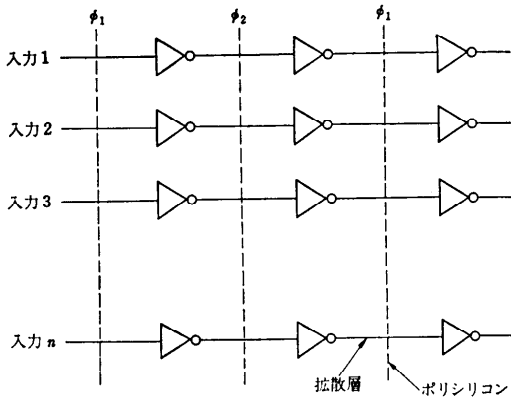 φ₁ φ₂ φ₁
入力1
入力2
入力3
入力n
拡散層
ポリシリコン